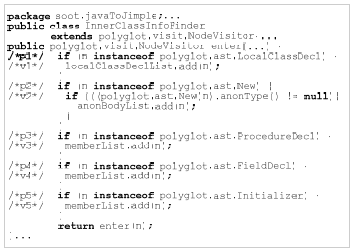 package soot.javaToJimple;...
public class InnerClassInfoFinder
extends polyglot.visit.NodeVisitor ...
public polyglot.visit.NodeVisitor enter(...)
/*p1*/ if (n instanceof polyglot.ast.LocalClassDecl)
/*v1*/ localClassDeclList.add(n);
/*p2*/ if (n instanceof polyglot.ast.New) {
/*v2*/ if (((polyglot.ast.New)n).anonType() != null){
anonBodyList.add(n);
}
/*p3*/ if (n instanceof polyglot.ast.ProcedureDecl)
/*v3*/ memberList.add(n);
/*p4*/ if (n instanceof polyglot.ast.FieldDecl)
/*v4*/ memberList.add(n);
/*p5*/ if (n instanceof polyglot.ast.Initializer)
/*v5*/ memberList.add(n);
return enter(n);
...